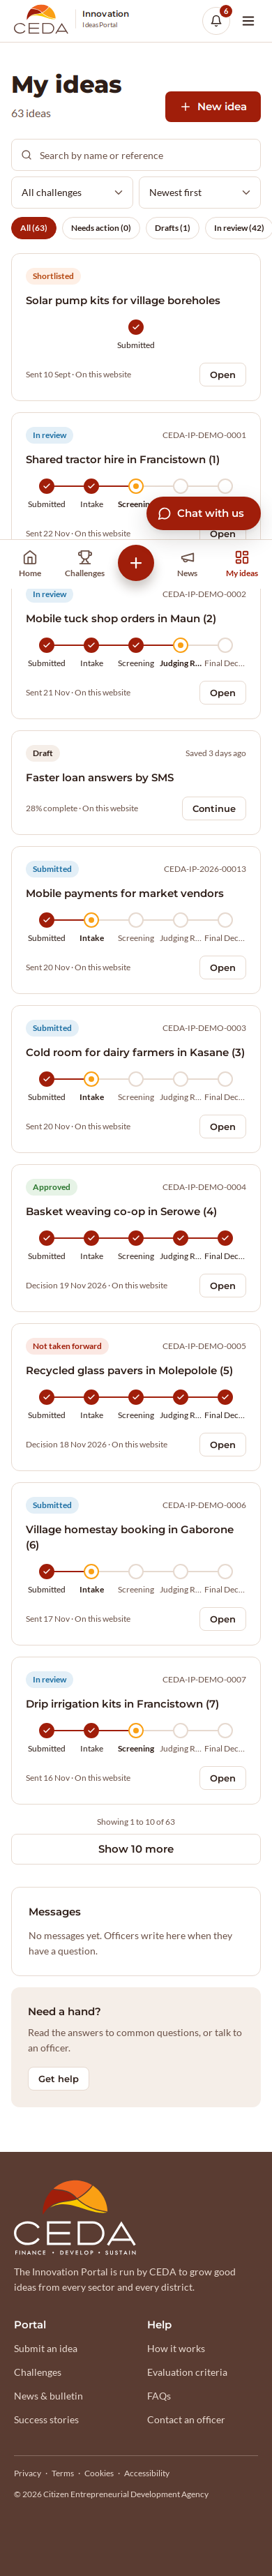 CEDA
Innovation
Ideas Portal
6
My ideas
63 ideas
New idea
Search by name or reference
All challenges
Newest first
All (63)
Needs action (0)
Drafts (1)
In review (42)
Shortlisted
Solar pump kits for village boreholes
Submitted
Sent 10 Sept · On this website
Open
In review
CEDA-IP-DEMO-0001
Shared tractor hire in Francistown (1)
Submitted
Intake
Screening
Chat with us
Sent 22 Nov · On this website
Open
Home
Challenges
News
My ideas
In review
CEDA-IP-DEMO-0002
Mobile tuck shop orders in Maun (2)
Submitted
Intake
Screening
Judging R...
Final Dec...
Sent 21 Nov · On this website
Open
Draft
Saved 3 days ago
Faster loan answers by SMS
28% complete · On this website
Continue
Submitted
CEDA-IP-2026-00013
Mobile payments for market vendors
Submitted
Intake
Screening
Judging R...
Final Dec...
Sent 20 Nov · On this website
Open
Submitted
CEDA-IP-DEMO-0003
Cold room for dairy farmers in Kasane (3)
Submitted
Intake
Screening
Judging R...
Final Dec...
Sent 20 Nov · On this website
Open
Approved
CEDA-IP-DEMO-0004
Basket weaving co-op in Serowe (4)
Submitted
Intake
Screening
Judging R...
Final Dec...
Decision 19 Nov 2026 · On this website
Open
Not taken forward
CEDA-IP-DEMO-0005
Recycled glass pavers in Molepolole (5)
Submitted
Intake
Screening
Judging R...
Final Dec...
Decision 18 Nov 2026 · On this website
Open
Submitted
CEDA-IP-DEMO-0006
Village homestay booking in Gaborone
(6)
Submitted
Intake
Screening
Judging R...
Final Dec...
Sent 17 Nov · On this website
Open
In review
CEDA-IP-DEMO-0007
Drip irrigation kits in Francistown (7)
Submitted
Intake
Screening
Judging R...
Final Dec...
Sent 16 Nov · On this website
Open
Showing 1 to 10 of 63
Show 10 more
Messages
No messages yet. Officers write here when they
have a question.
Need a hand?
Read the answers to common questions, or talk to
an officer.
Get help
CEDA
FINANCE • DEVELOP • SUSTAIN
The Innovation Portal is run by CEDA to grow good
ideas from every sector and every district.
Portal
Help
Submit an idea
How it works
Challenges
Evaluation criteria
News & bulletin
FAQs
Success stories
Contact an officer
Privacy · Terms · Cookies · Accessibility
© 2026 Citizen Entrepreneurial Development Agency